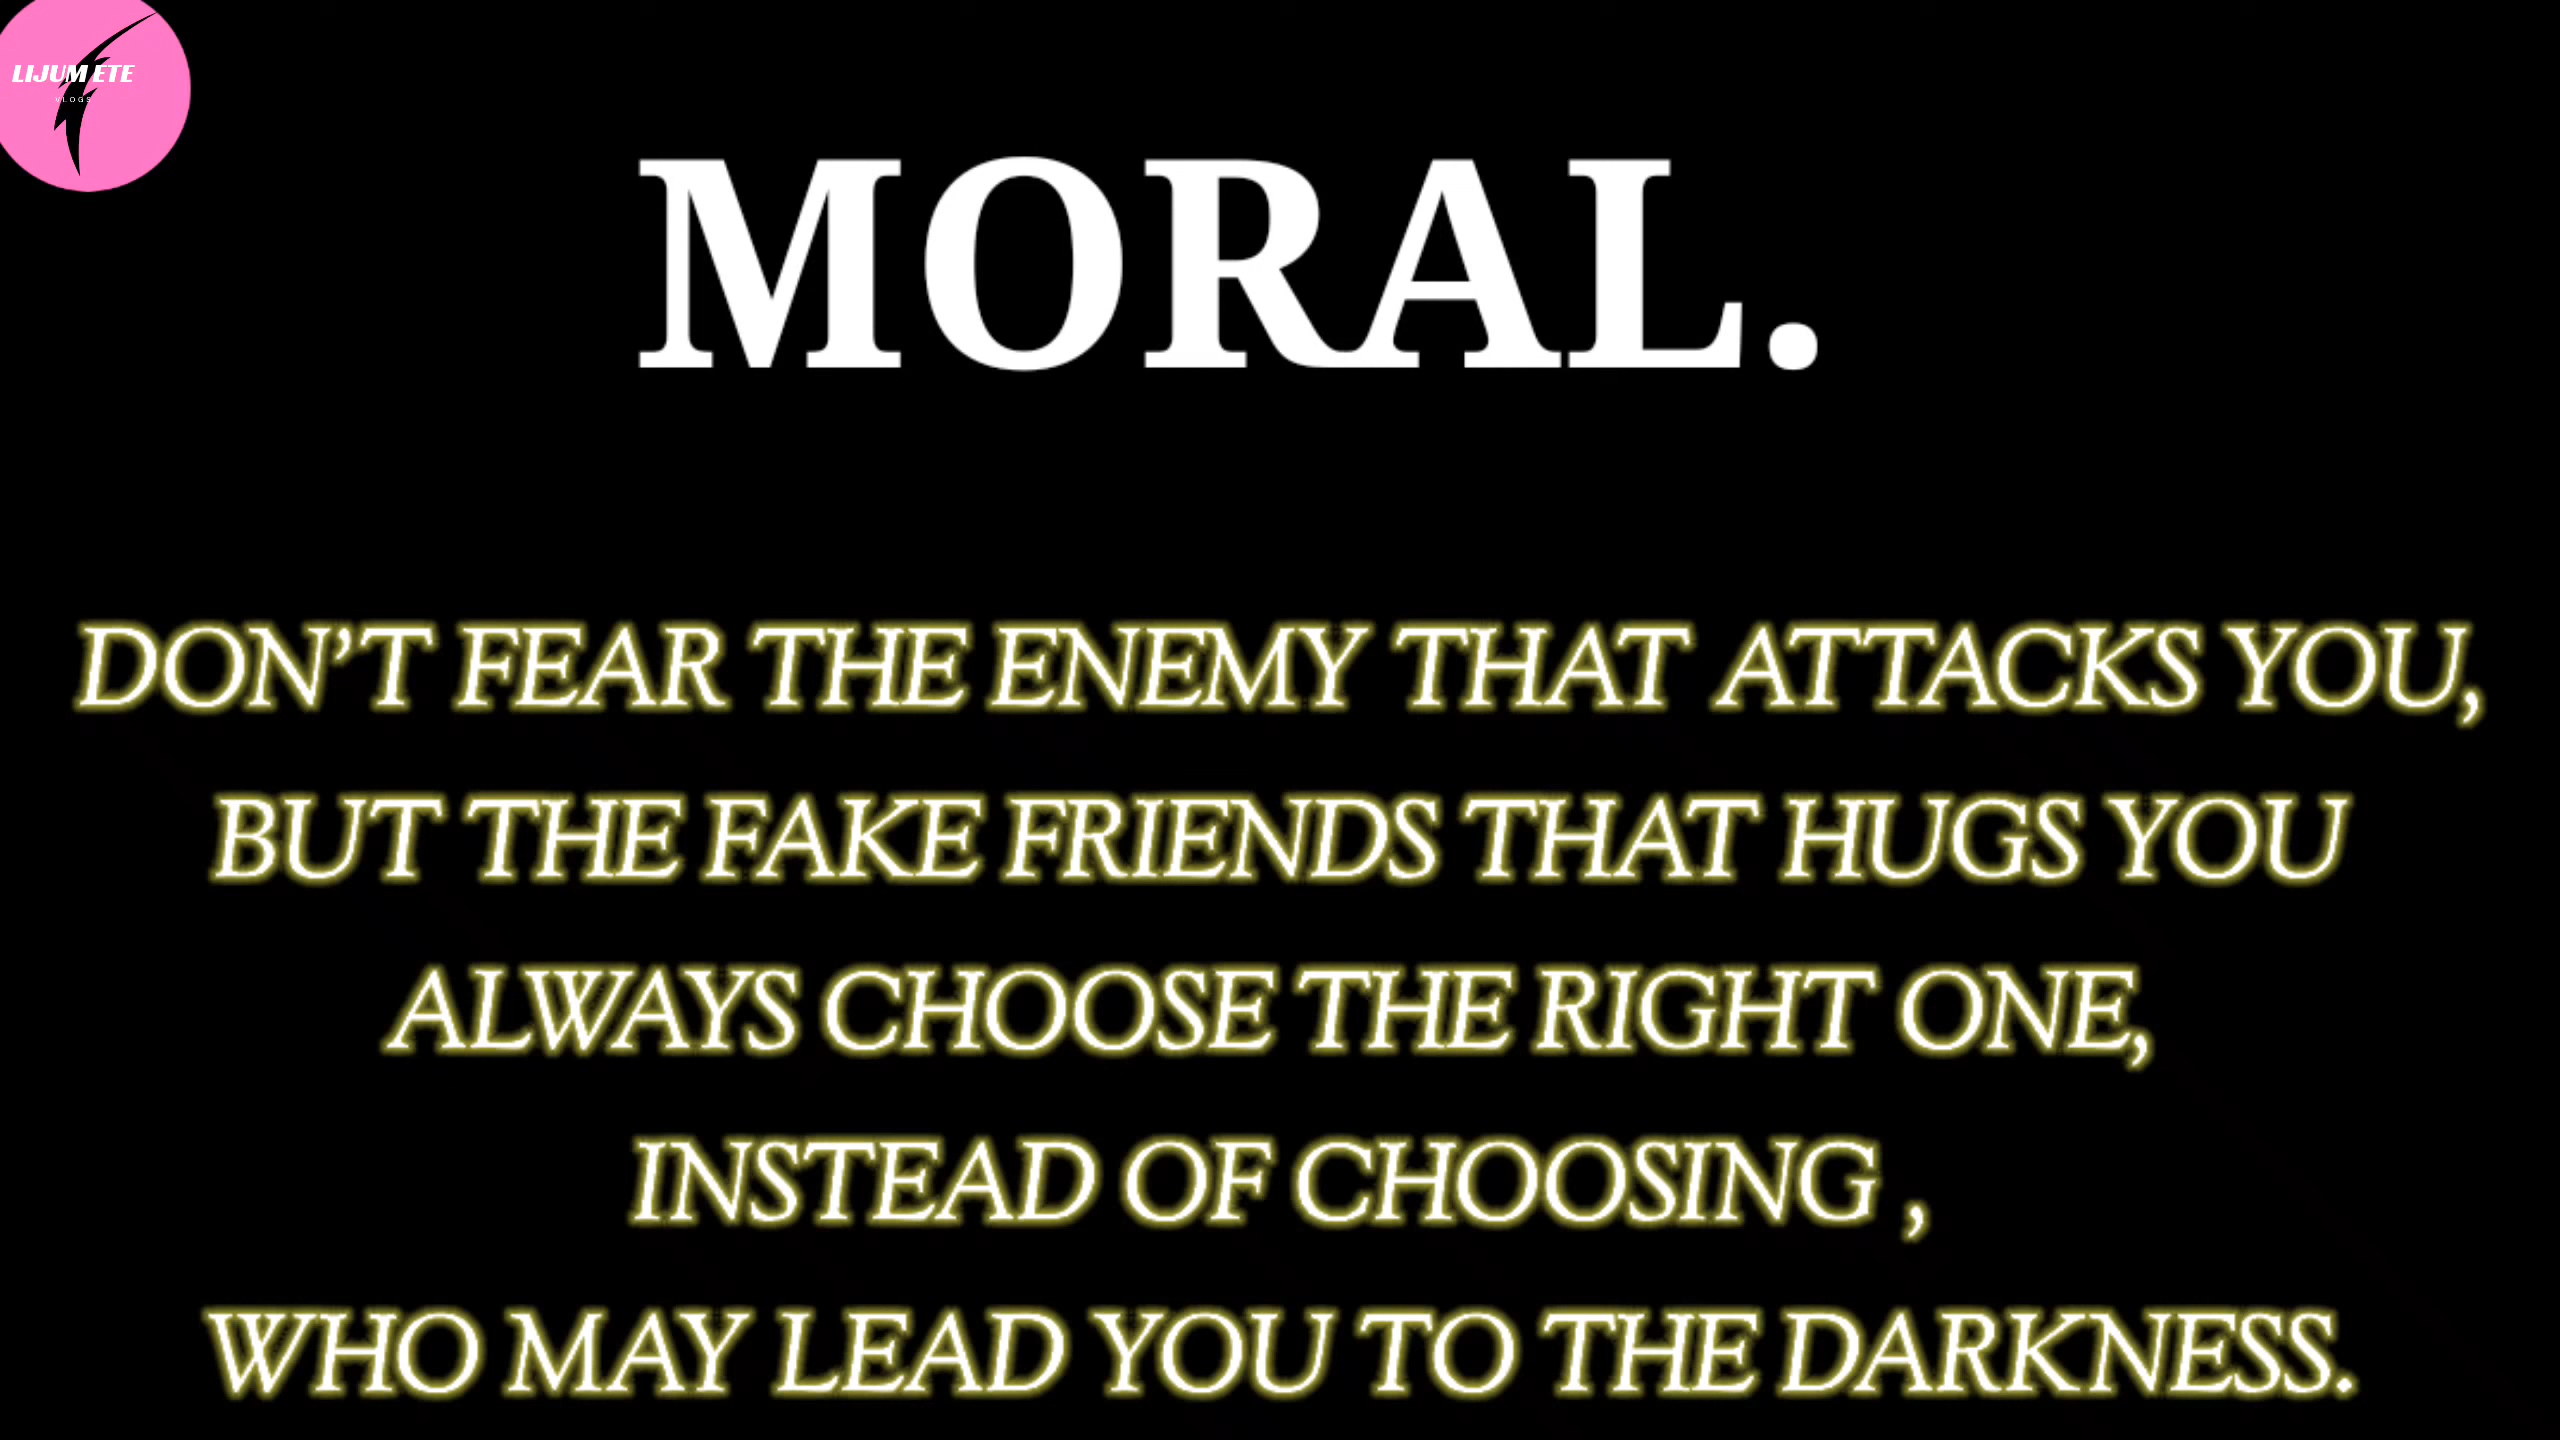 LIJUM ETE
VLOGS
MORAL.
DON’T FEAR THE ENEMY THAT ATTACKS YOU,
BUT THE FAKE FRIENDS THAT HUGS YOU
ALWAYS CHOOSE THE RIGHT ONE,
INSTEAD OF CHOOSING ,
WHO MAY LEAD YOU TO THE DARKNESS.